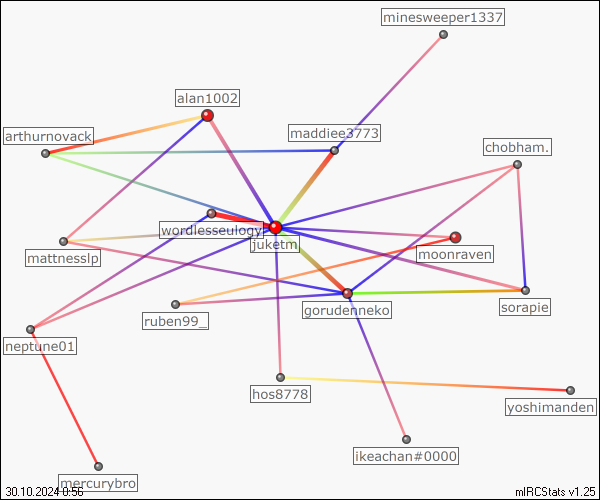 minesweeper1337
alan1002
arthurnovack
maddiee3773
chobham.
wordlesseulogy
juketm
mattnesslp
moonraven
ruben99_
gorudenneko
sorapie
neptune01
hos8778
yoshimanden
ikeachan#0000
mercurybro
30.10.2024 0:56
mIRCStats v1.25